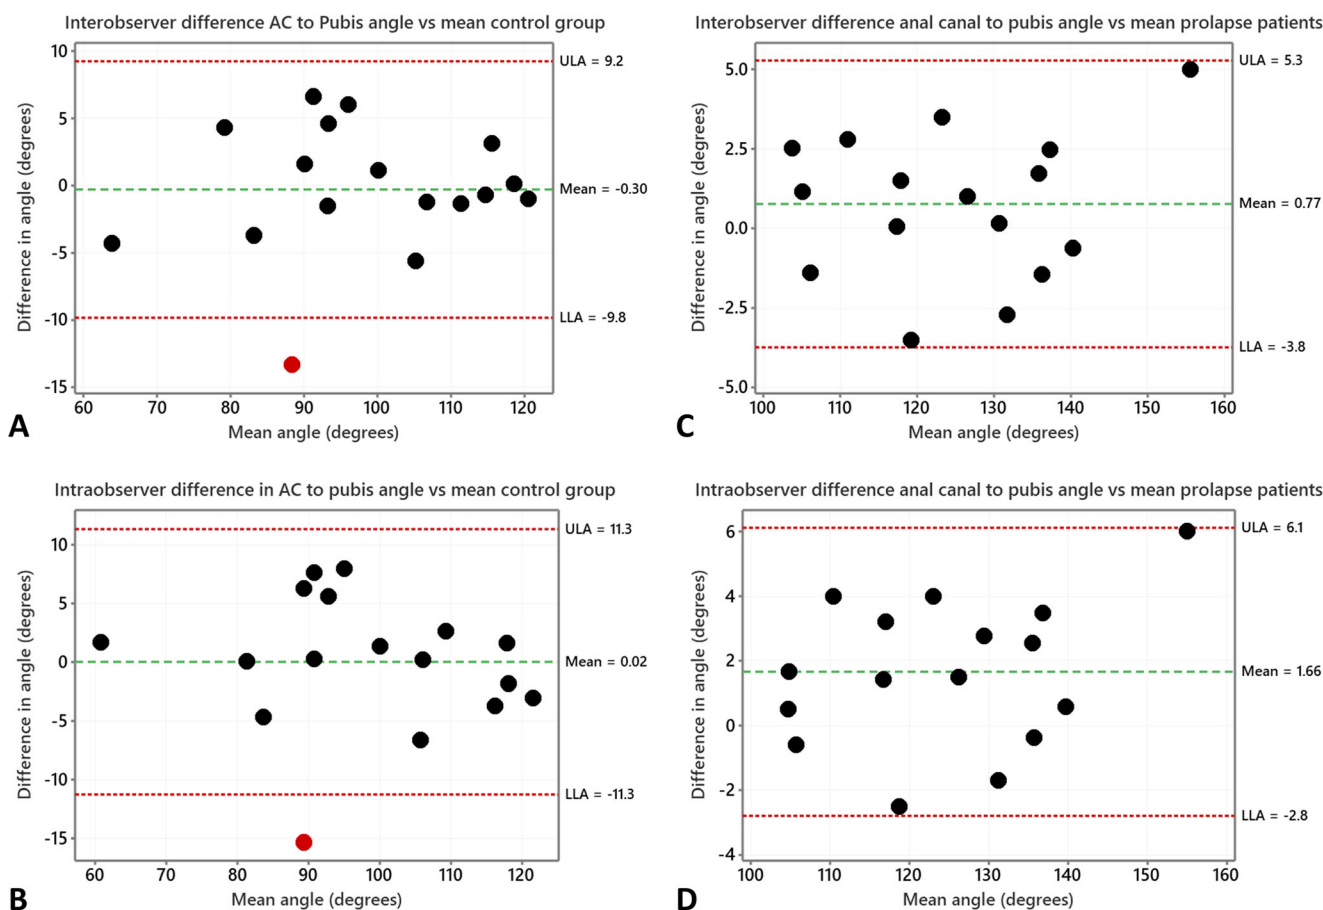 Interobserver difference AC to Pubis angle vs mean control group
10
5
0
-5
-10
-15
Difference in angle (degrees)
ULA = 9.2
Mean = -0.30
LLA = -9.8
60 70 80 90 100 110 120
Mean angle (degrees)
A
Interobserver difference anal canal to pubis angle vs mean prolapse patients
5.0
2.5
0.0
-2.5
-5.0
Difference in angle (degrees)
ULA = 5.3
Mean = 0.77
LLA = -3.8
100 110 120 130 140 150 160
Mean angle (degrees)
C
Intraobserver difference in AC to pubis angle vs mean control group
10
5
0
-5
-10
-15
Difference in angle (degrees)
ULA = 11.3
Mean = 0.02
LLA = -11.3
60 70 80 90 100 110 120
Mean angle (degrees)
B
Intraobserver difference anal canal to pubis angle vs mean prolapse patients
6
4
2
0
-2
-4
Difference in angle (degrees)
ULA = 6.1
Mean = 1.66
LLA = -2.8
100 110 120 130 140 150 160
Mean angle (degrees)
D